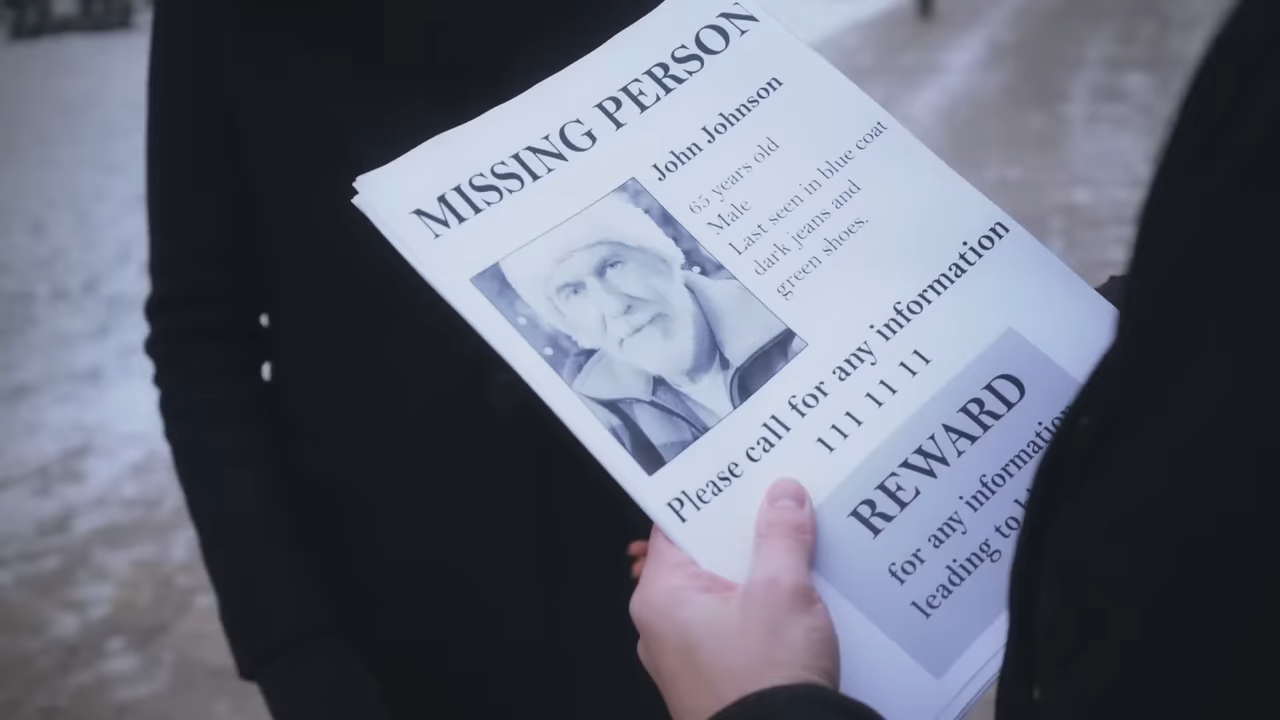 MISSING PERSON
John Johnson
65 years old
Male
Last seen in blue coat
dark jeans and
green shoes.
Please call for any information
111 11 11
REWARD
for any information
leading to